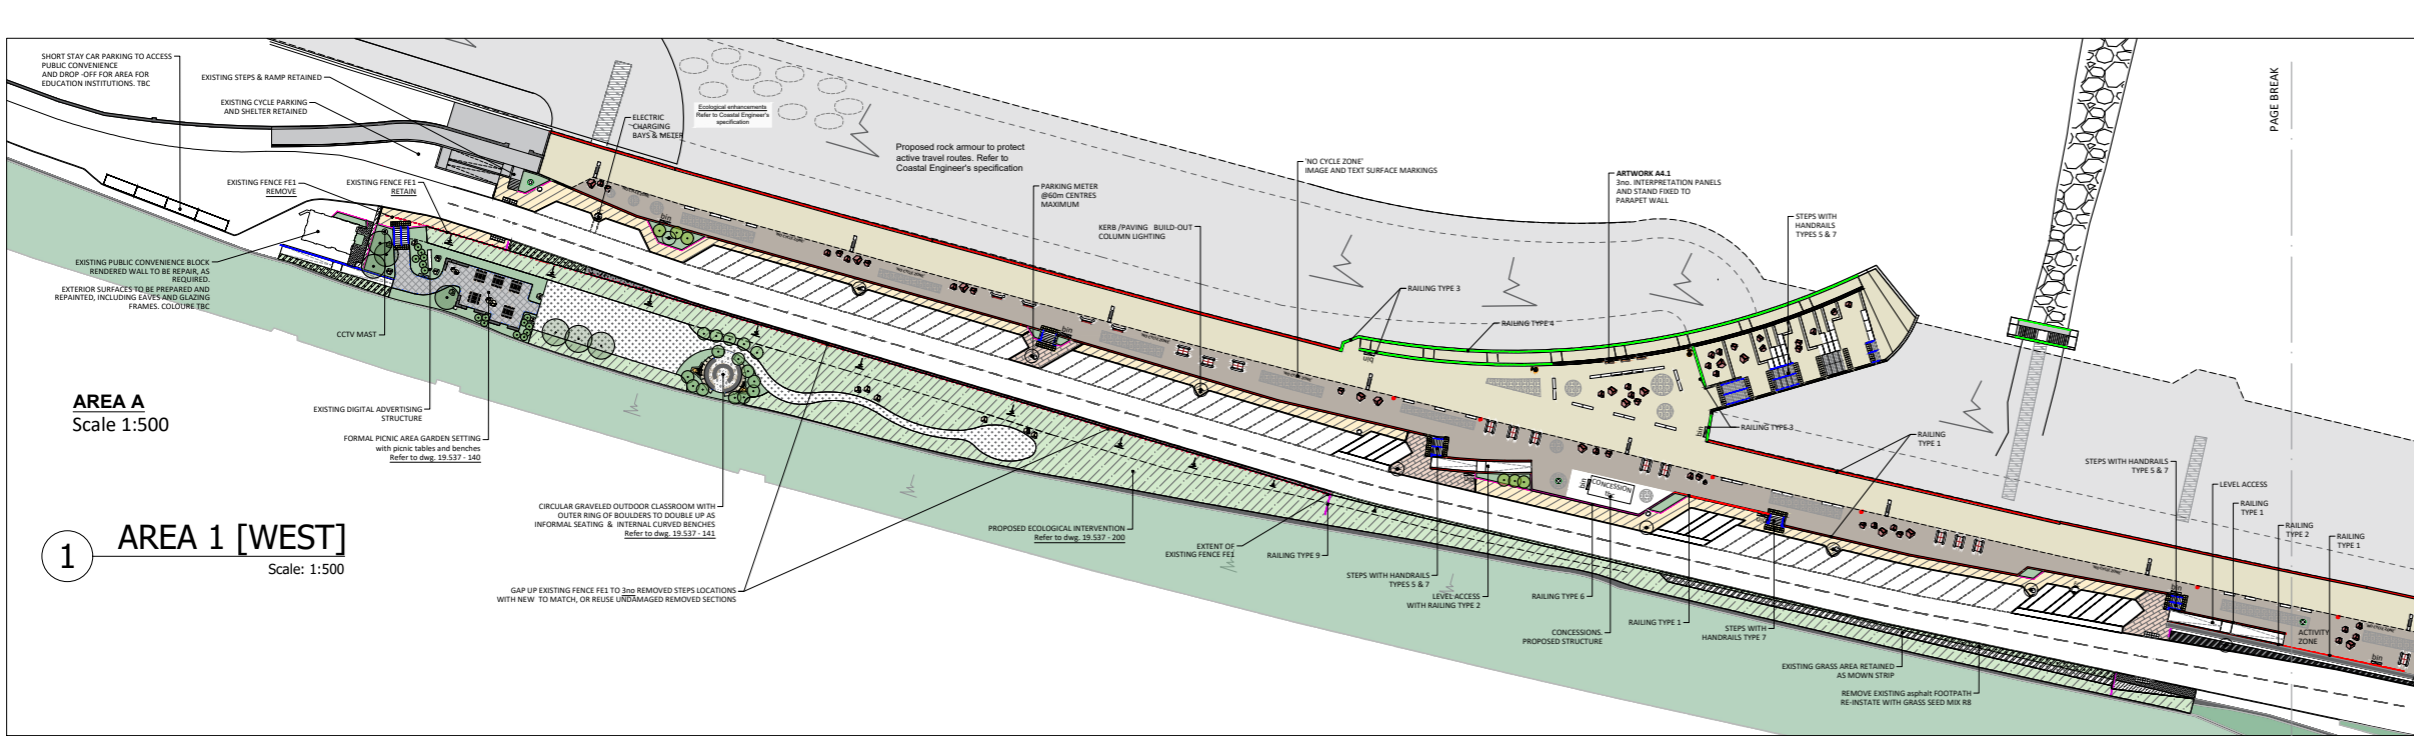 SHORT STAY CAR PARKING TO ACCESS
PUBLIC CONVENIENCE
AND DROP -OFF FOR AREA FOR
EDUCATION INSTITUTIONS. TBC
EXISTING STEPS & RAMP RETAINED
EXISTING CYCLE PARKING
AND SHELTER RETAINED
EXISTING FENCE FE1
REMOVE
EXISTING FENCE FE1
RETAIN
ELECTRIC
CHARGING
BAYS & METER
Ecological enhancements
Refer to Coastal Engineer's
specification
Proposed rock armour to protect
active travel routes. Refer to
Coastal Engineer's specification
PARKING METER
@60m CENTRES
MAXIMUM
KERB /PAVING BUILD-OUT
COLUMN LIGHTING
'NO CYCLE ZONE'
IMAGE AND TEXT SURFACE MARKINGS
ARTWORK A4.1
3no. INTERPRETATION PANELS
AND STAND FIXED TO
PARAPET WALL
STEPS WITH
HANDRAILS
TYPES 5 & 7
PAGE BREAK
RAILING TYPE 3
RAILING TYPE 4
RAILING TYPE 3
RAILING
TYPE 1
STEPS WITH HANDRAILS
TYPE 5 & 7
LEVEL ACCESS
RAILING
TYPE 1
RAILING
TYPE 2
RAILING
TYPE 1
EXISTING PUBLIC CONVENIENCE BLOCK
RENDERED WALL TO BE REPAIR, AS
REQUIRED.
EXTERIOR SURFACES TO BE PREPARED AND
REPAINTED, INCLUDING EAVES AND GLAZING
FRAMES. COLOURE TBC
CCTV MAST
EXISTING DIGITAL ADVERTISING
STRUCTURE
FORMAL PICNIC AREA GARDEN SETTING
with picnic tables and benches
Refer to dwg. 19.537 - 140
AREA A
Scale 1:500
1
AREA 1 [WEST]
Scale: 1:500
CIRCULAR GRAVELED OUTDOOR CLASSROOM WITH
OUTER RING OF BOULDERS TO DOUBLE UP AS
INFORMAL SEATING & INTERNAL CURVED BENCHES
Refer to dwg. 19.537 - 141
GAP UP EXISTING FENCE FE1 TO 3no REMOVED STEPS LOCATIONS
WITH NEW TO MATCH, OR REUSE UNDAMAGED REMOVED SECTIONS
PROPOSED ECOLOGICAL INTERVENTION
Refer to dwg. 19.537 - 200
EXTENT OF
EXISTING FENCE FE1
RAILING TYPE 9
STEPS WITH HANDRAILS
TYPES 5 & 7
LEVEL ACCESS
WITH RAILING TYPE 2
RAILING TYPE 6
CONCESSIONS.
PROPOSED STRUCTURE
RAILING TYPE 1
STEPS WITH
HANDRAILS TYPE 7
EXISTING GRASS AREA RETAINED
AS MOWN STRIP
REMOVE EXISTING asphalt FOOTPATH
RE-INSTATE WITH GRASS SEED MIX R8
CONCESSION
ACTIVITY
ZONE
bin
bin
bin
bin
bin
bin
bin
bin